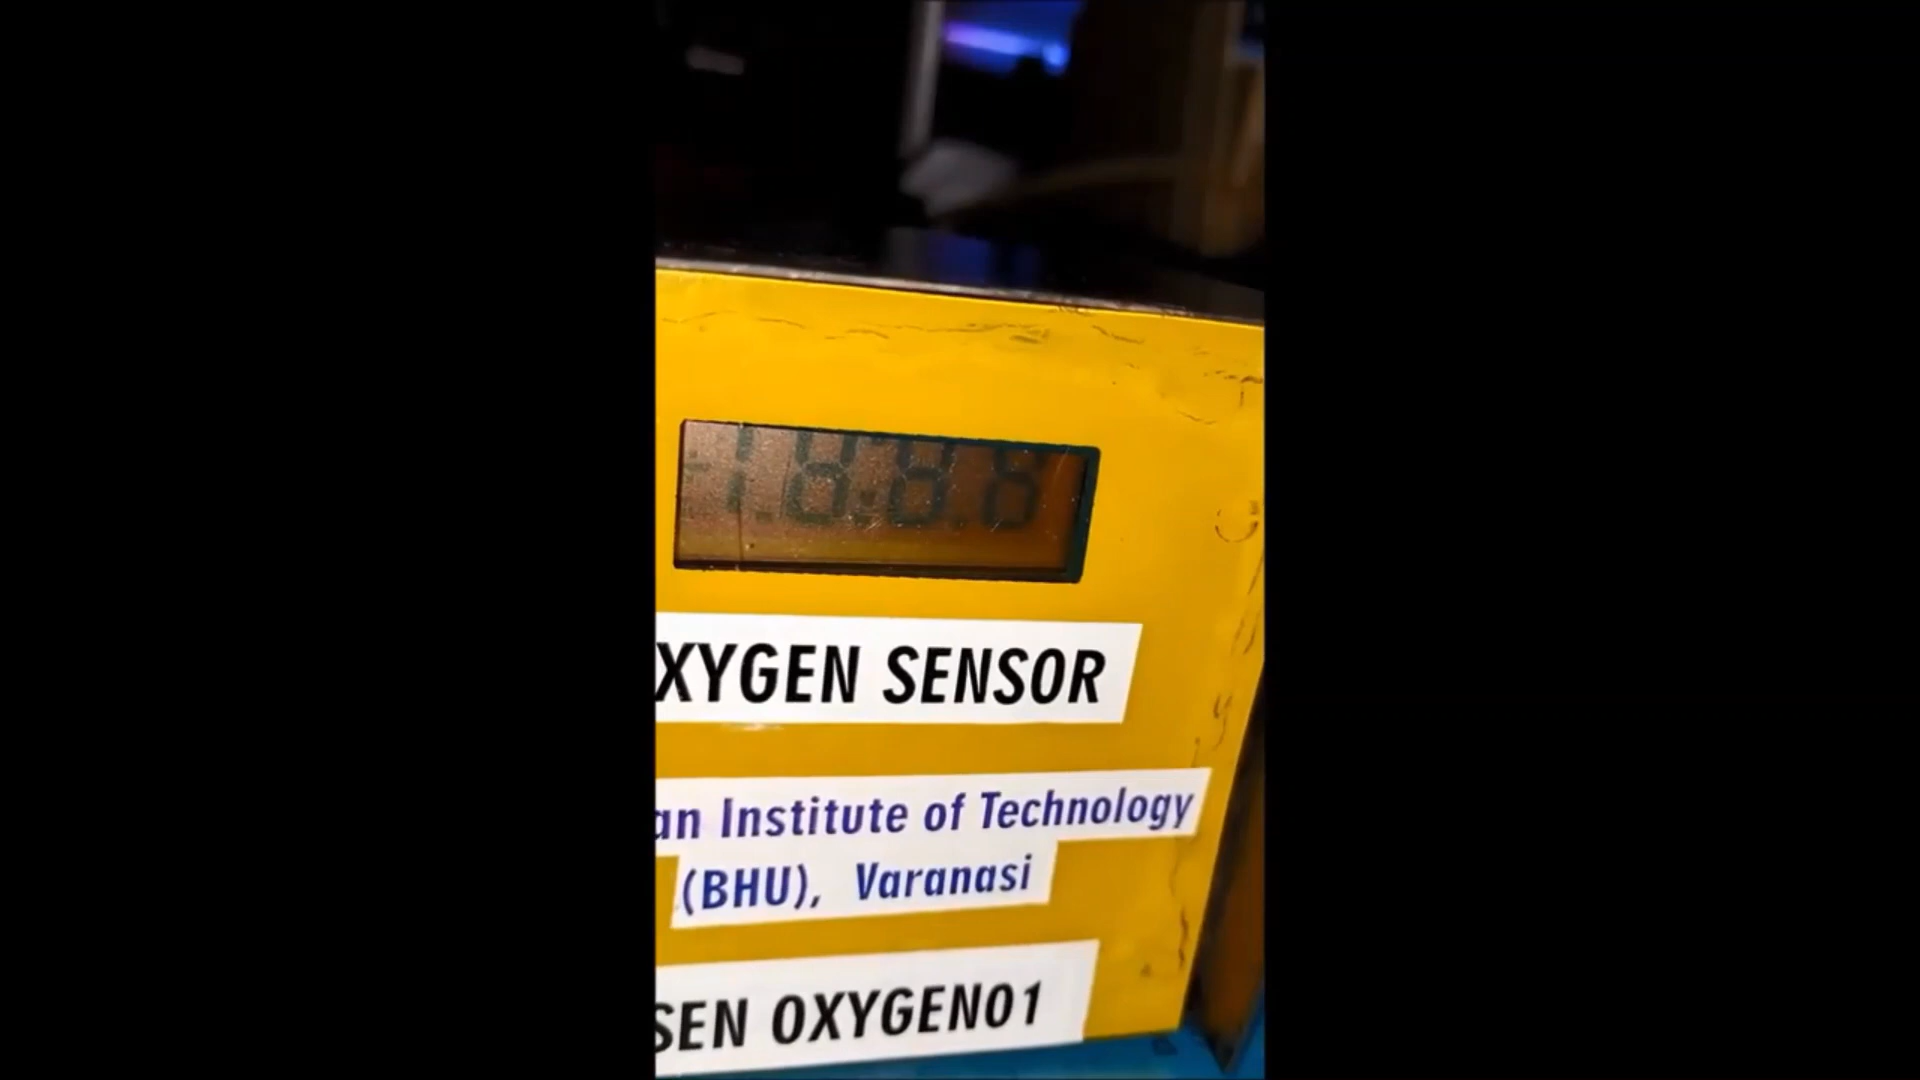 XYGEN SENSOR
an Institute of Technology
(BHU), Varanasi
SEN OXYGEN01